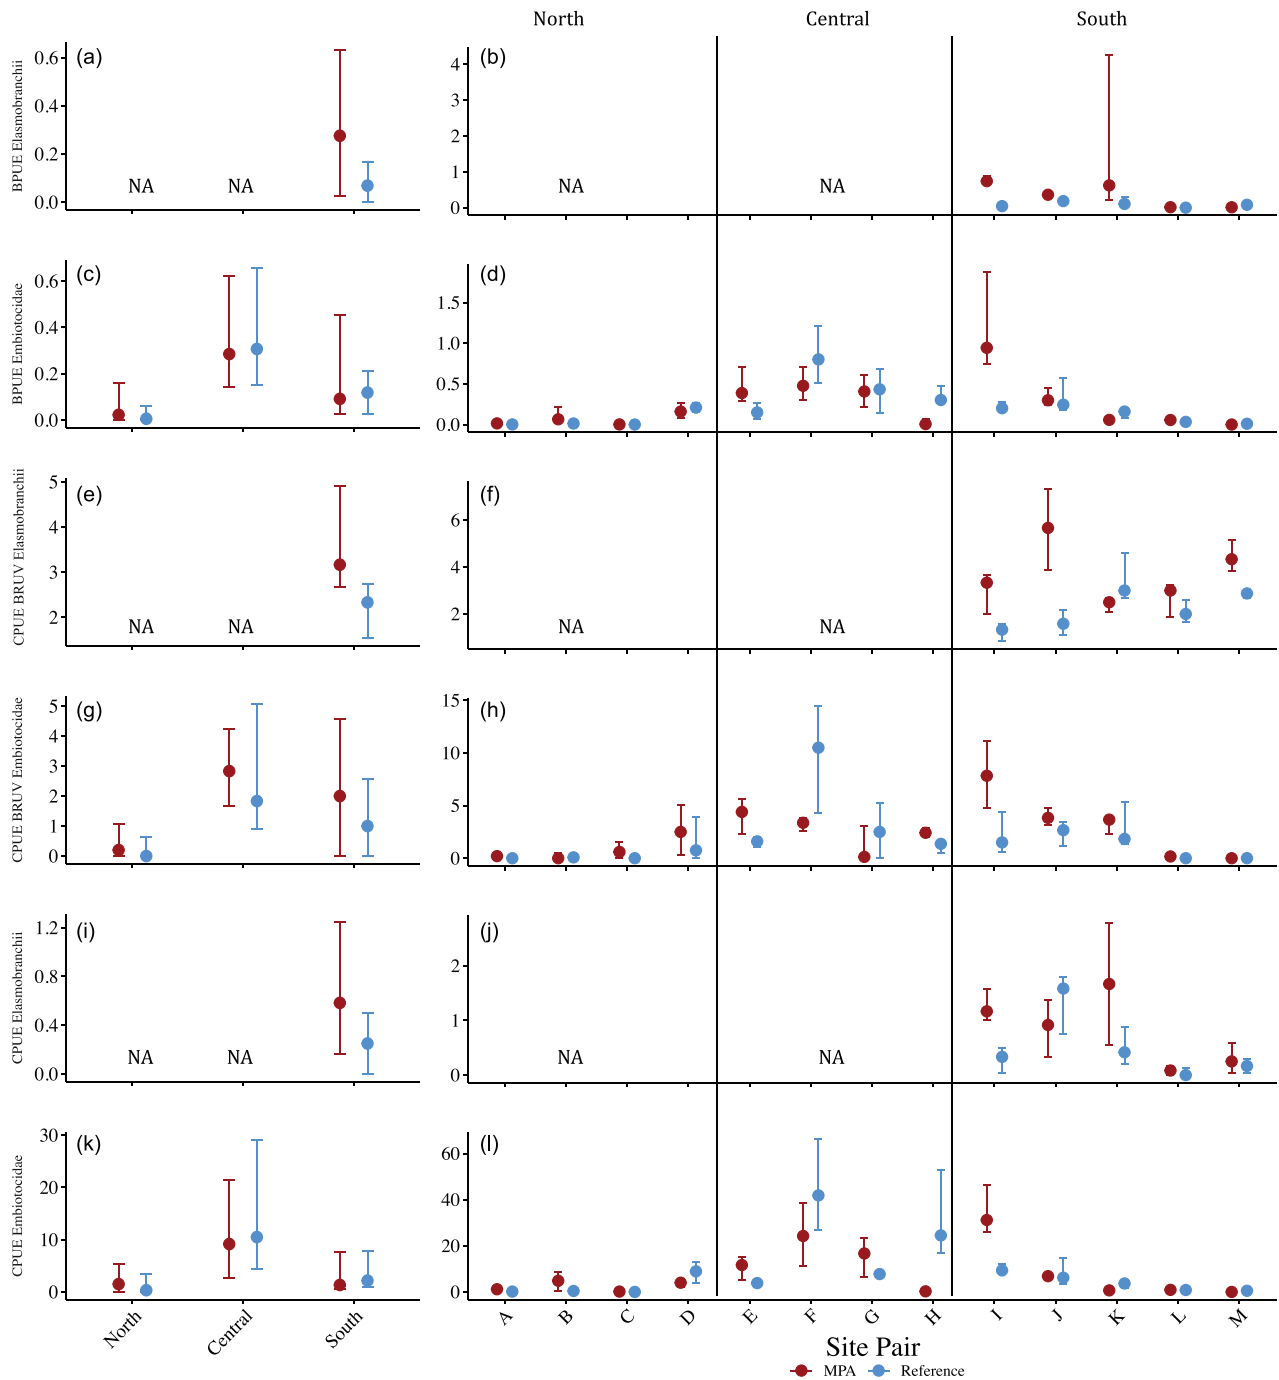 North Central South
BPUE Elasmobranchii
(a)
0.6
0.4
0.2
0.0
NA NA
(b)
4
3
2
1
0
NA NA
BPUE Embiotocidae
(c)
0.6
0.4
0.2
0.0
(d)
1.5
1.0
0.5
0.0
CPUE BRUV Elasmobranchii
(e)
5
4
3
2
NA NA
(f)
6
4
2
NA NA
CPUE BRUV Embiotocidae
(g)
5
4
3
2
1
0
(h)
15
10
5
0
CPUE Elasmobranchii
(i)
1.2
0.8
0.4
0.0
NA NA
(j)
2
1
0
NA NA
CPUE Embiotocidae
(k)
30
20
10
0
(l)
60
40
20
0
North Central South
A B C D E F G H I J K L M
Site Pair
MPA Reference